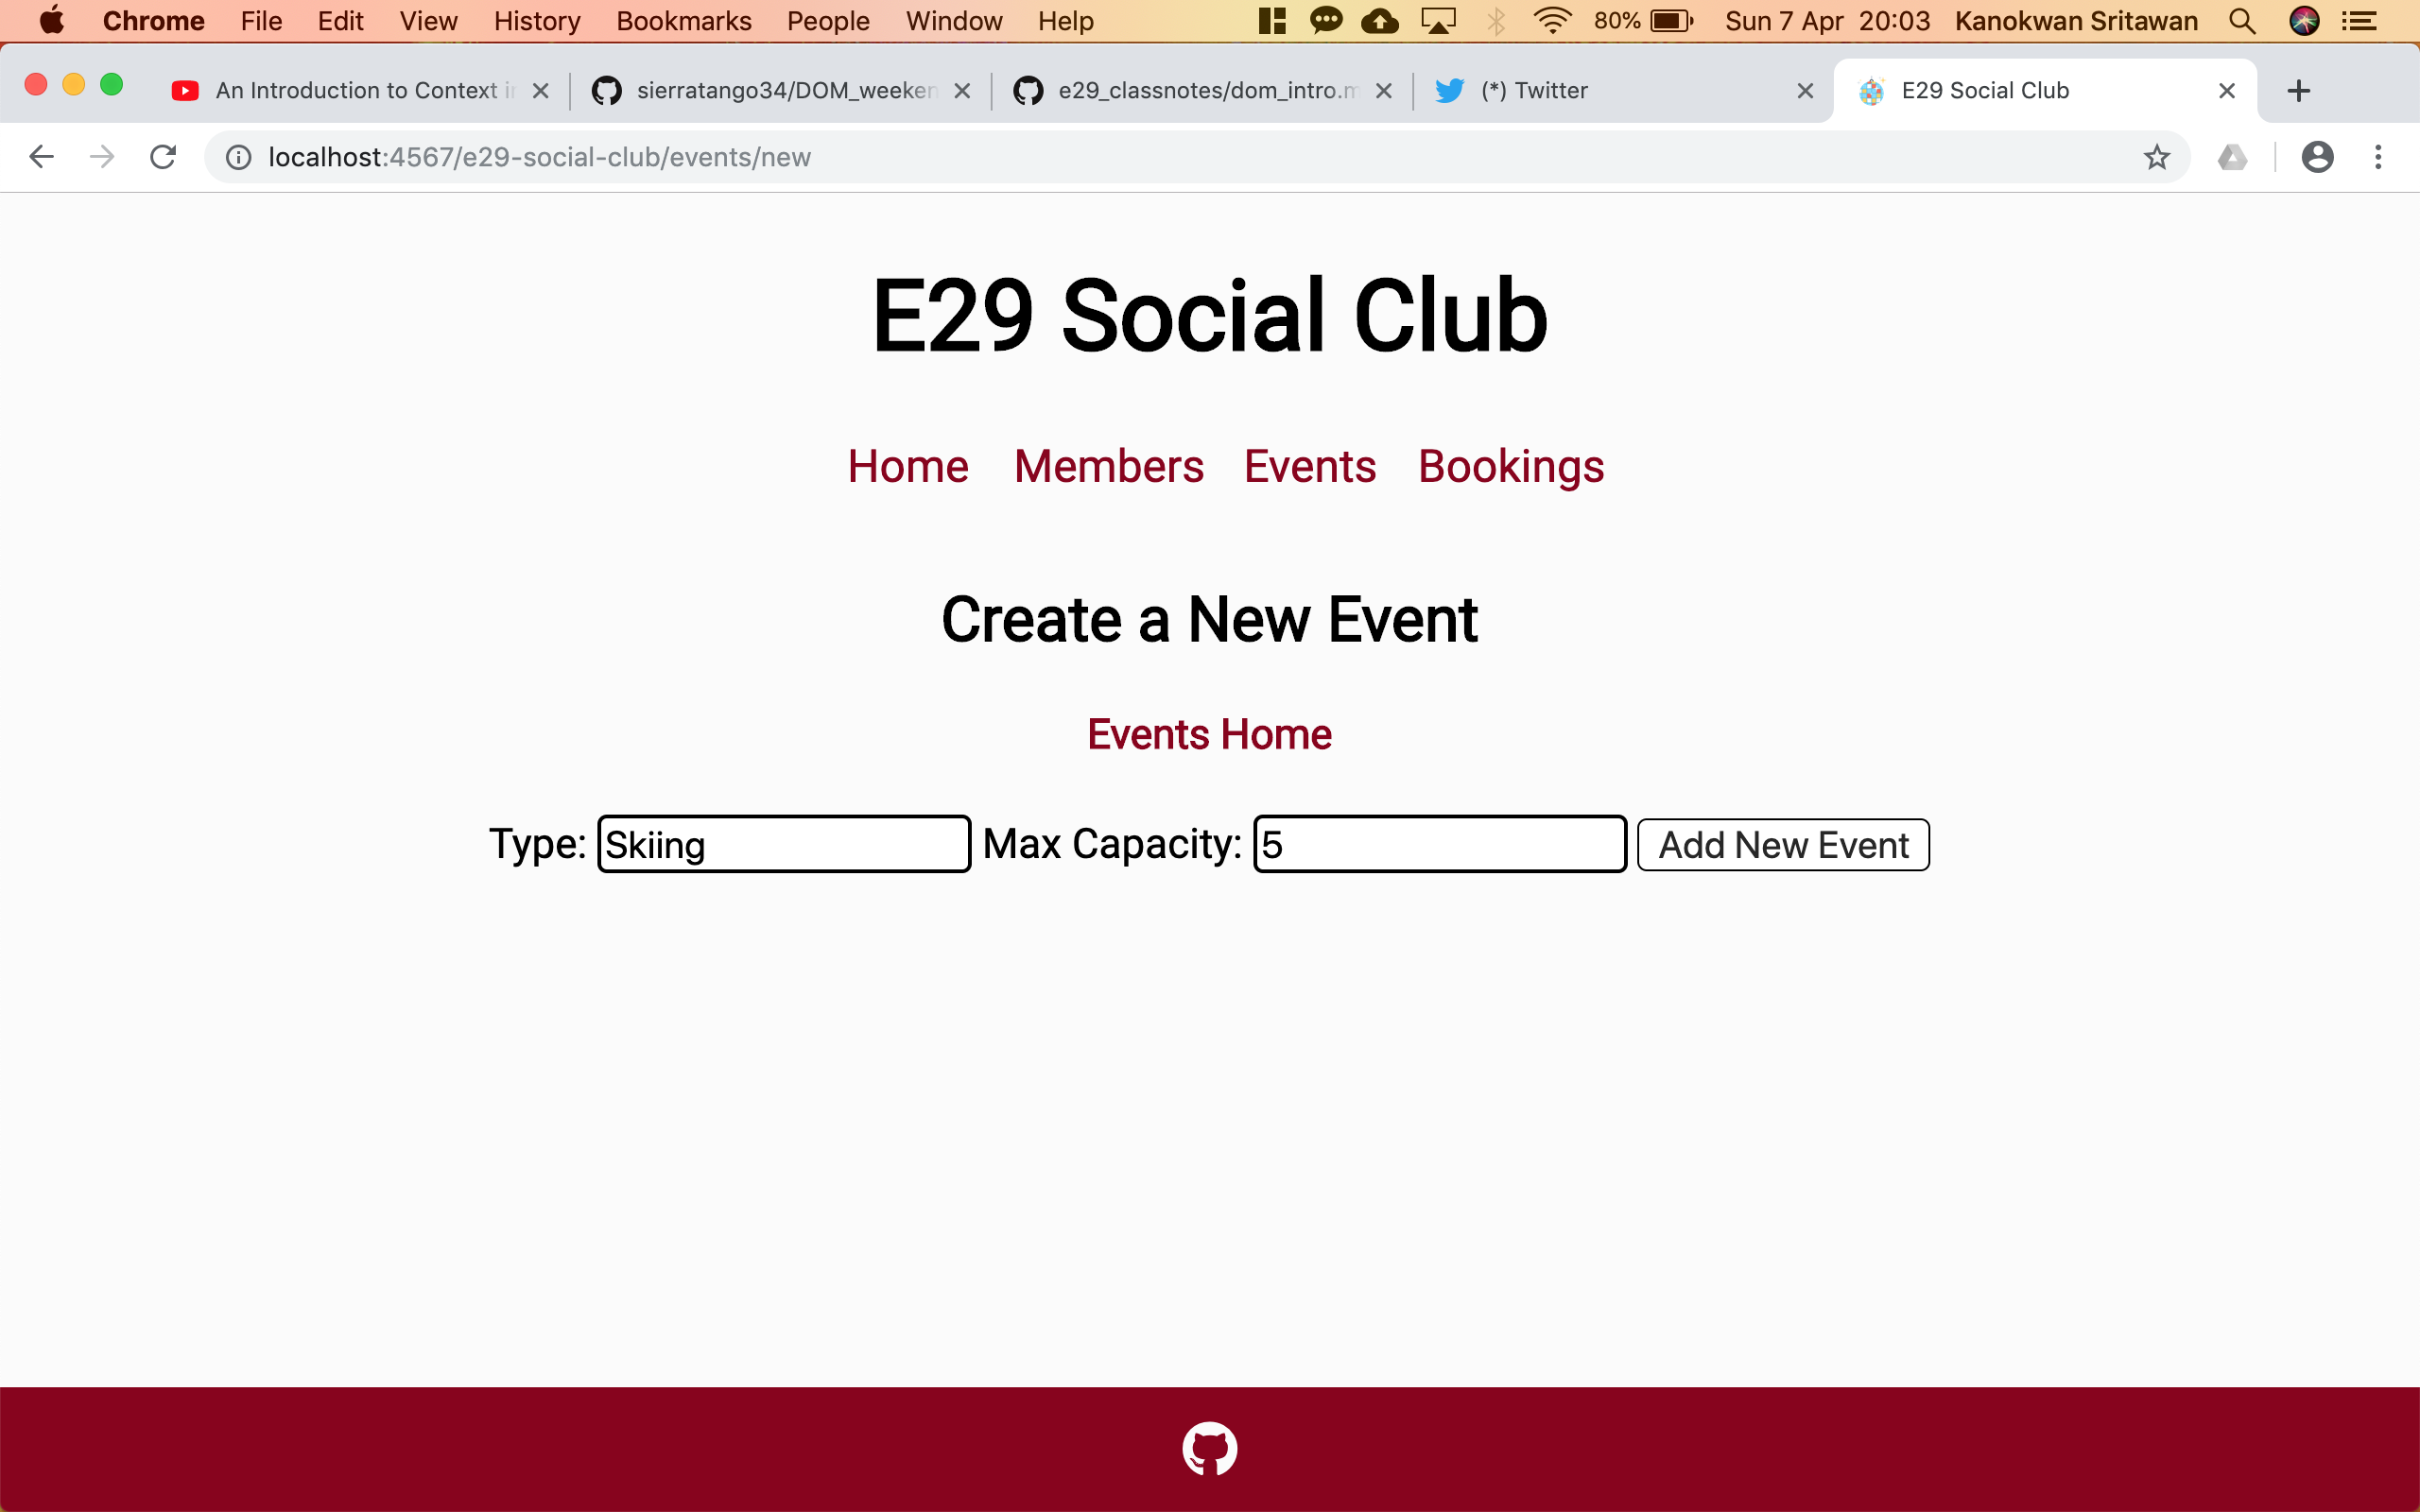 Chrome File Edit View History Bookmarks People Window Help 80% Sun 7 Apr 20:03 Kanokwan Sritawan
An Introduction to Context i sierratango34/DOM_weeken e29_classnotes/dom_intro.m (*) Twitter E29 Social Club
localhost:4567/e29-social-club/events/new
E29 Social Club
Home Members Events Bookings
Create a New Event
Events Home
Type: Skiing Max Capacity: 5 Add New Event